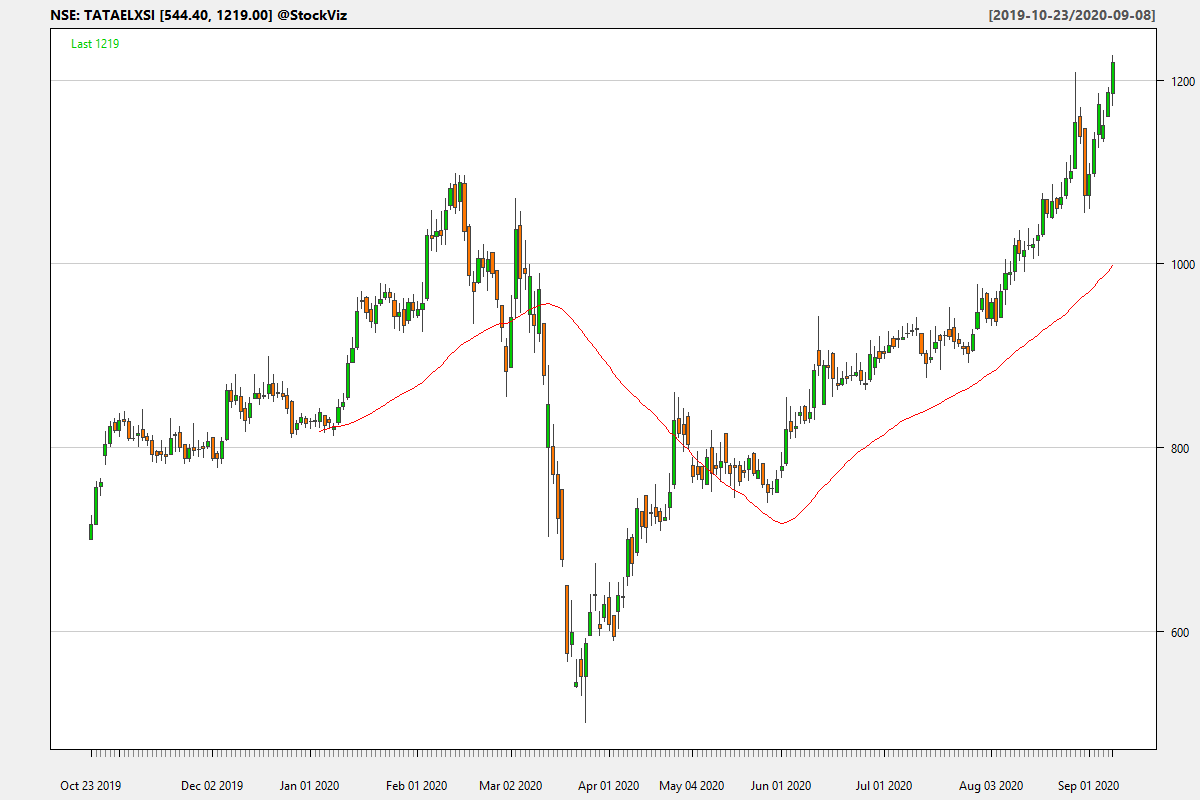 NSE: TATAELXSI [544.40, 1219.00] @StockViz [2019-10-23/2020-09-08]
Last 1219
1200
1000
800
600
Oct 23 2019 Dec 02 2019 Jan 01 2020 Feb 01 2020 Mar 02 2020 Apr 01 2020 May 04 2020 Jun 01 2020 Jul 01 2020 Aug 03 2020 Sep 01 2020